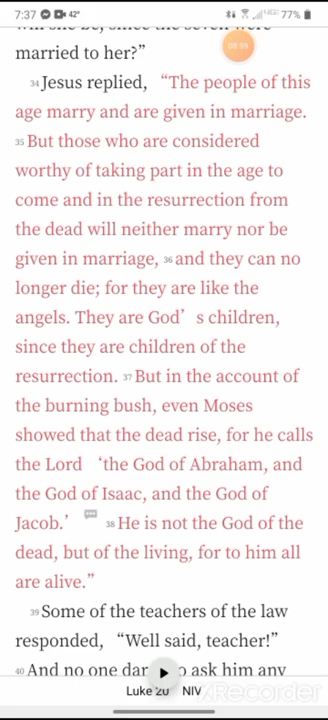 7:37 42° 77%
08:59
married to her?”
34 Jesus replied, “The people of this
age marry and are given in marriage.
35 But those who are considered
worthy of taking part in the age to
come and in the resurrection from
the dead will neither marry nor be
given in marriage, 36 and they can no
longer die; for they are like the
angels. They are God’s children,
since they are children of the
resurrection. 37 But in the account of
the burning bush, even Moses
showed that the dead rise, for he calls
the Lord ‘the God of Abraham, and
the God of Isaac, and the God of
Jacob.’ 38 He is not the God of the
dead, but of the living, for to him all
are alive.”
39 Some of the teachers of the law
responded, “Well said, teacher!”
40 And no one ask him any
Luke 20 NIV
XRecorder